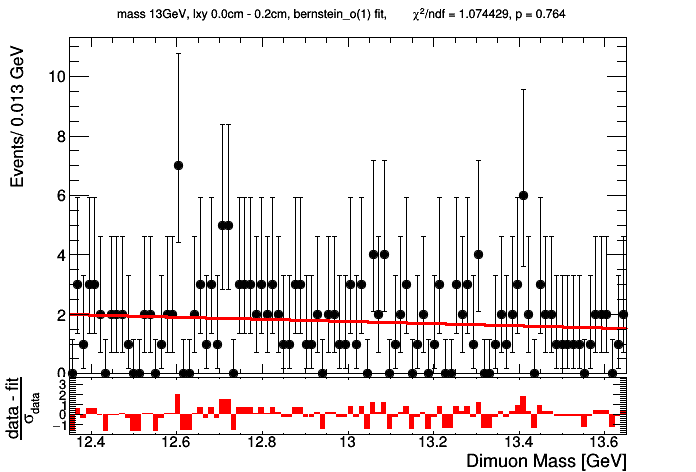 mass 13GeV, lxy 0.0cm - 0.2cm, bernstein_o(1) fit, χ²/ndf = 1.074429, p = 0.764
Events/ 0.013 GeV
10
8
6
4
2
0
data - fit
σdata
3
2
1
0
−1
12.4 12.6 12.8 13 13.2 13.4 13.6
Dimuon Mass [GeV]